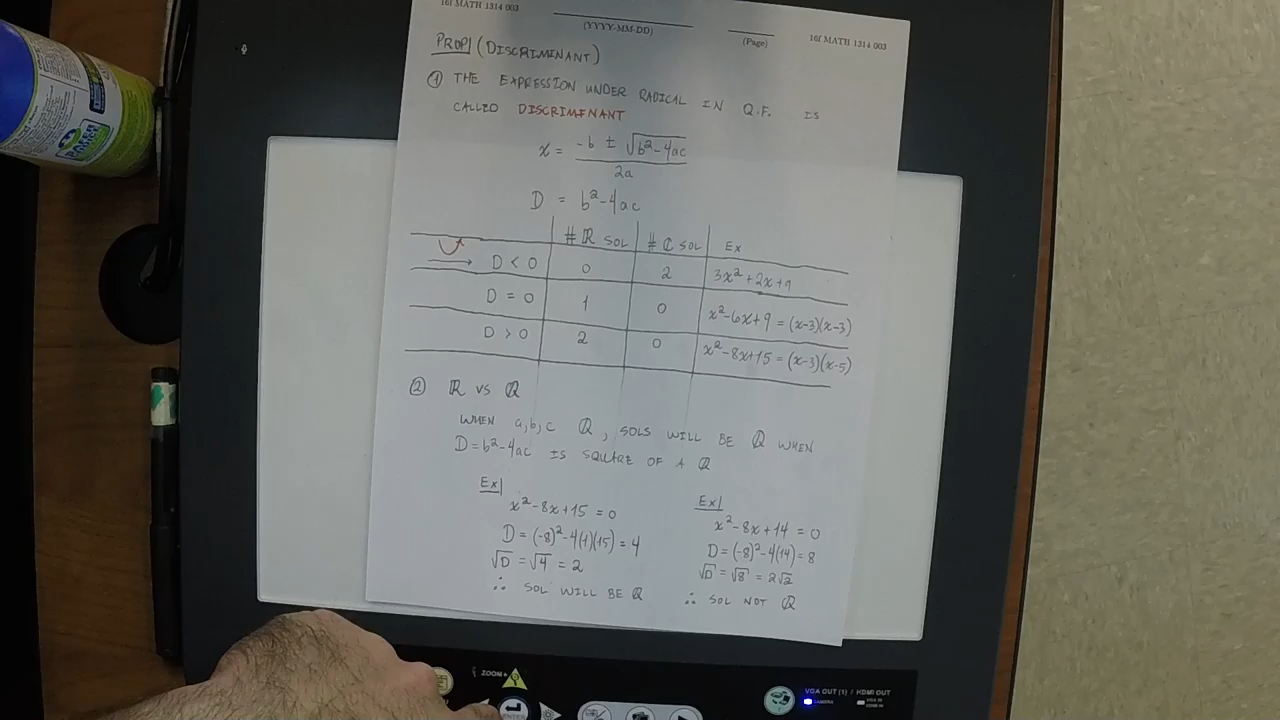 16f MATH 1314 003
(YYYY-MM-DD)
(Page)
16f MATH 1314 003
PROP (DISCRIMINANT)
① THE EXPRESSION UNDER RADICAL IN Q.F. IS
CALLED DISCRIMINANT
x = (-b ± √(b²-4ac)) / 2a
D = b²-4ac
# ℝ SOL # ℂ SOL Ex
D < 0 0 2 3x²+2x+9
D = 0 1 0 x²-6x+9 = (x-3)(x-3)
D > 0 2 0 x²-8x+15 = (x-3)(x-5)
② ℝ VS ℚ
WHEN a,b,c ℚ, SOLS WILL BE ℚ WHEN
D=b²-4ac IS SQUARE OF A ℚ
Ex
x²-8x+15 = 0
D = (-8)²-4(1)(15) = 4
√D = √4 = 2
∴ SOL WILL BE ℚ
Ex
x²-8x+14 = 0
D = (-8)²-4(14) = 8
√D = √8 = 2√2
∴ SOL NOT ℚ
ZOOM
ENTER
VGA OUT (1) / HDMI OUT
CAMERA